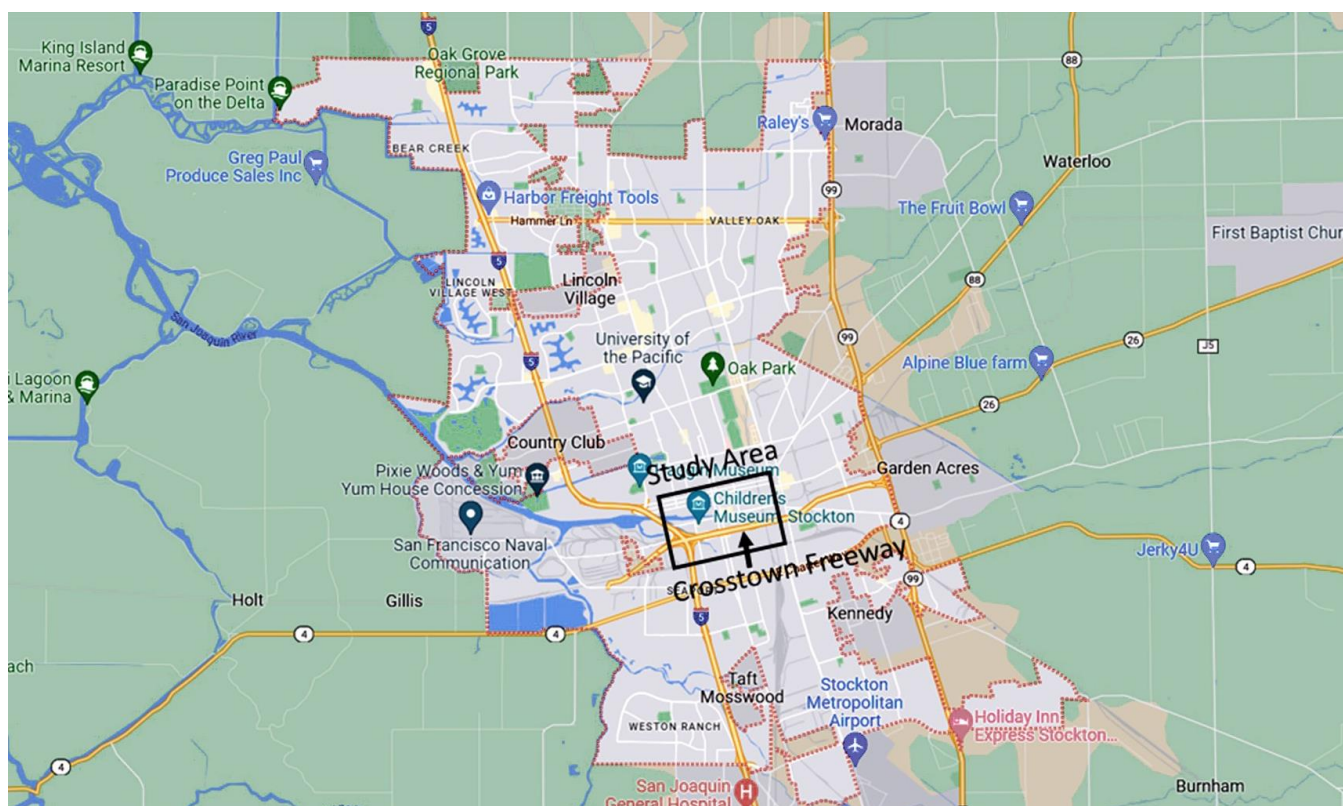 5
King Island
Marina Resort
Oak Grove
Regional Park
88
Paradise Point
on the Delta
Raley's
Morada
BEAR CREEK
Greg Paul
Produce Sales Inc
Waterloo
99
Harbor Freight Tools
Hammer Ln
VALLEY OAK
The Fruit Bowl
First Baptist Chur
5
LINCOLN
VILLAGE WEST
Lincoln
Village
88
San Joaquin River
University of
the Pacific
99
26
J5
5
Oak Park
Alpine Blue farm
i Lagoon
& Marina
26
Country Club
Study Area
Museum
Garden Acres
Pixie Woods & Yum
Yum House Concession
Children's
Museum Stockton
4
San Francisco Naval
Communication
Jerky4U
4
Crosstown Freeway
99
Holt
Gillis
5
Kennedy
4
4
Taft
Mosswood
Stockton
Metropolitan
Airport
ach
WESTON RANCH
Holiday Inn
Express Stockton...
4
San Joaquin
General Hospital
H
Burnham